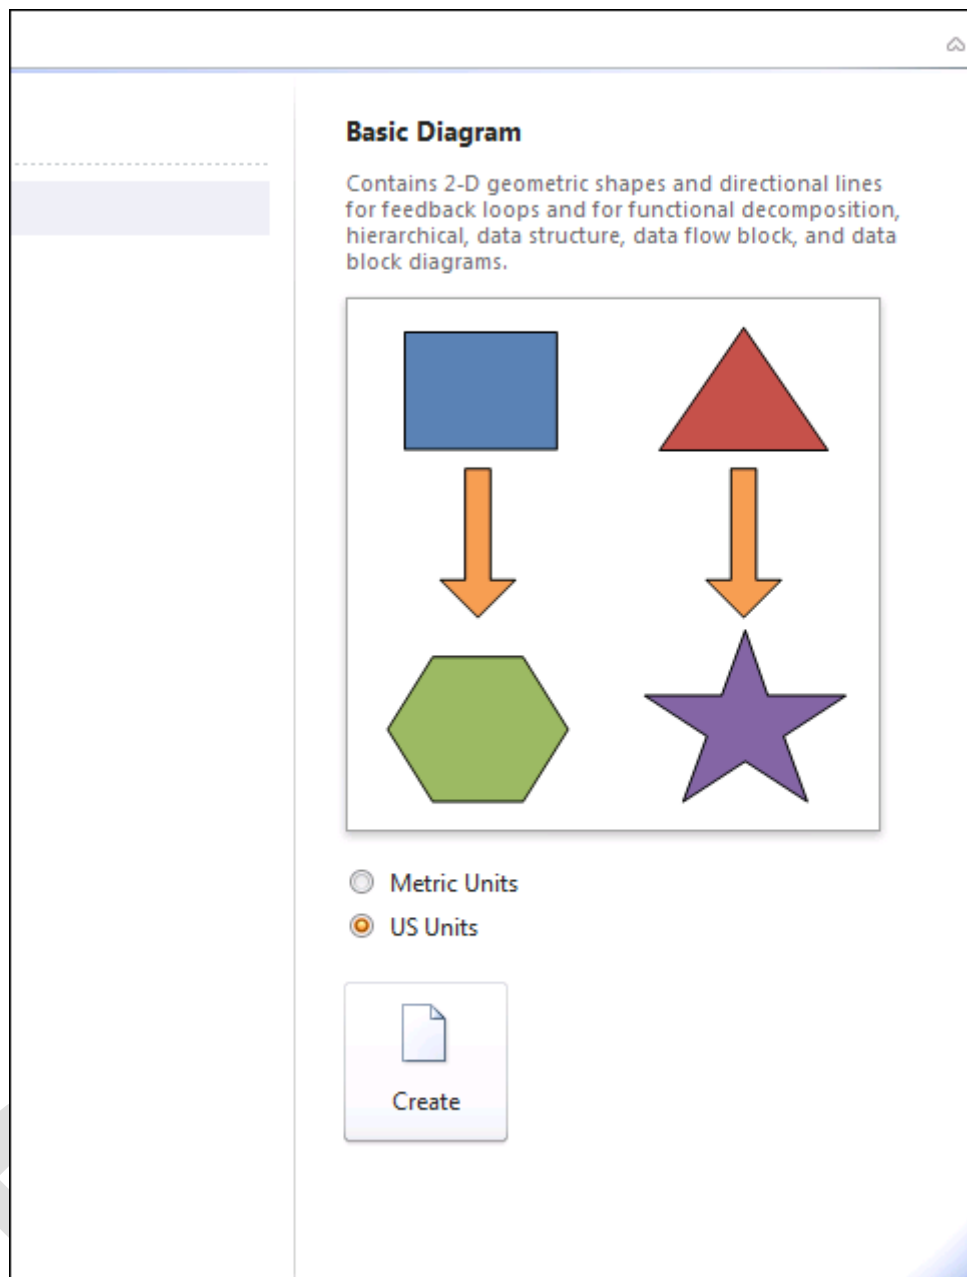 Basic Diagram
Contains 2-D geometric shapes and directional lines
for feedback loops and for functional decomposition,
hierarchical, data structure, data flow block, and data
block diagrams.
Metric Units
US Units
Create